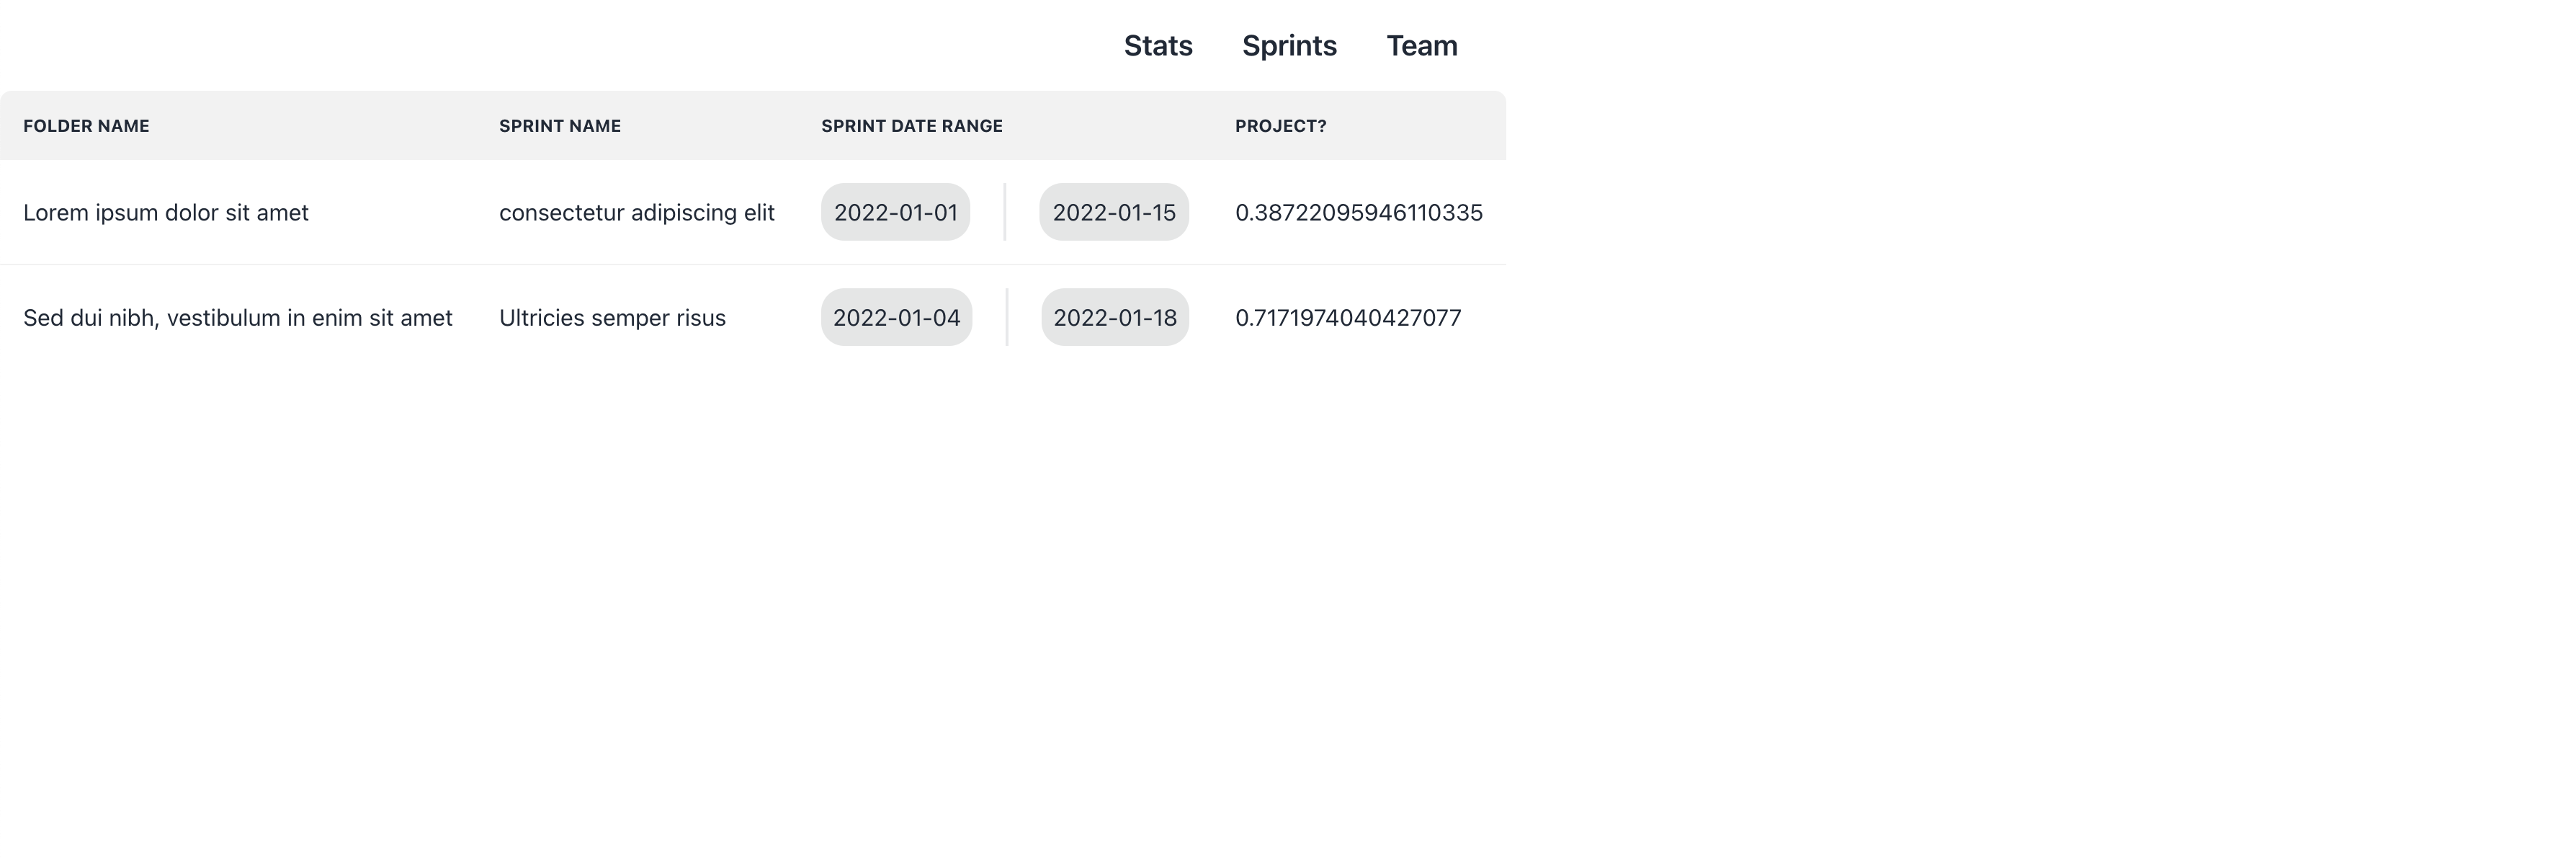 Stats Sprints Team
FOLDER NAME SPRINT NAME SPRINT DATE RANGE PROJECT?
Lorem ipsum dolor sit amet consectetur adipiscing elit 2022-01-01 2022-01-15 0.38722095946110335
Sed dui nibh, vestibulum in enim sit amet Ultricies semper risus 2022-01-04 2022-01-18 0.7171974040427077